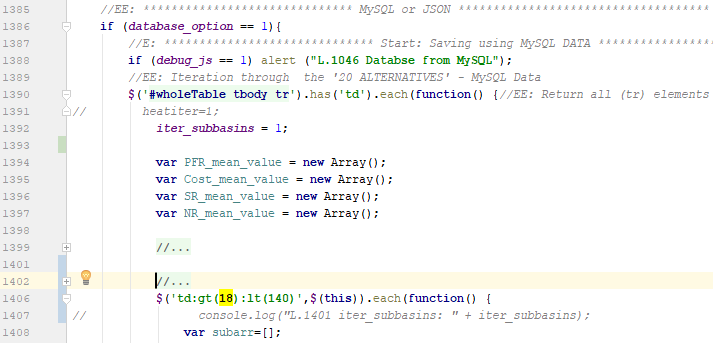 1385 //EE: ****************************** MySQL or JSON ************************************
1386 if (database_option == 1){
1387 //E: ****************************** Start: Saving using MySQL DATA ****************
1388 if (debug_js == 1) alert ("L.1046 Databse from MySQL");
1389 //EE: Iteration through the '20 ALTERNATIVES' - MySQL Data
1390 $('#wholeTable tbody tr').has('td').each(function() {//EE: Return all (tr) elements
1391 // heatiter=1;
1392 iter_subbasins = 1;
1393
1394 var PFR_mean_value = new Array();
1395 var Cost_mean_value = new Array();
1396 var SR_mean_value = new Array();
1397 var NR_mean_value = new Array();
1398
1399 //...
1401
1402 //...
1406 $('td:gt(18):lt(140)',$(this)).each(function() {
1407 // console.log("L.1401 iter_subbasins: " + iter_subbasins);
1408 var subarr=[];